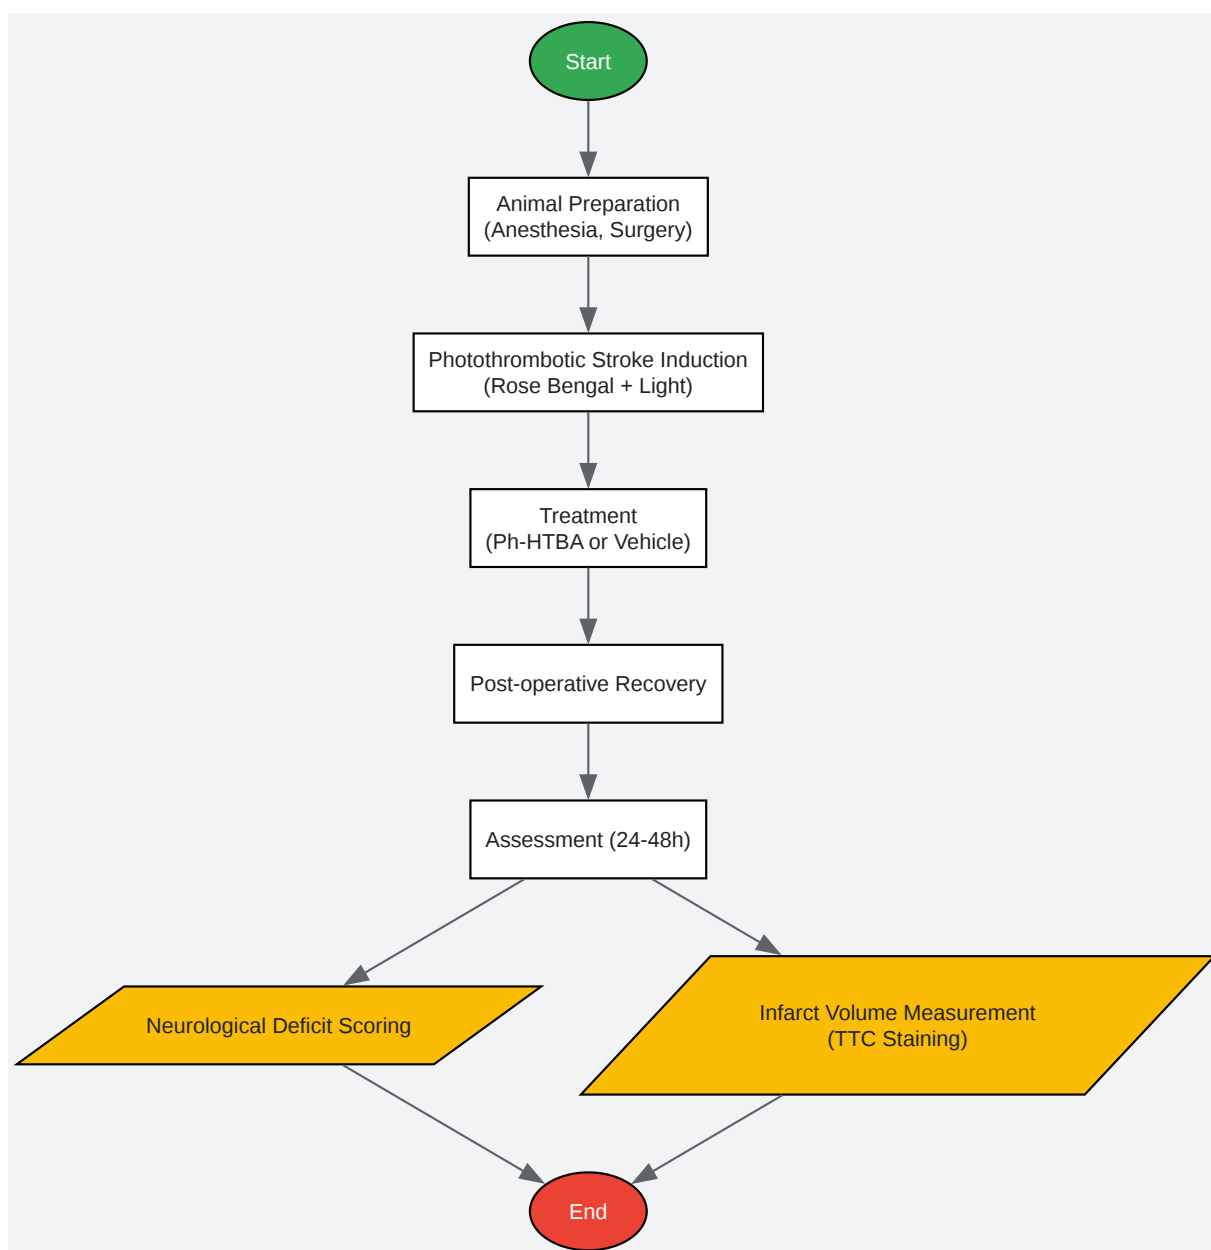 Start
Animal Preparation
(Anesthesia, Surgery)
Photothrombotic Stroke Induction
(Rose Bengal + Light)
Treatment
(Ph-HTBA or Vehicle)
Post-operative Recovery
Assessment (24-48h)
Neurological Deficit Scoring
Infarct Volume Measurement
(TTC Staining)
End